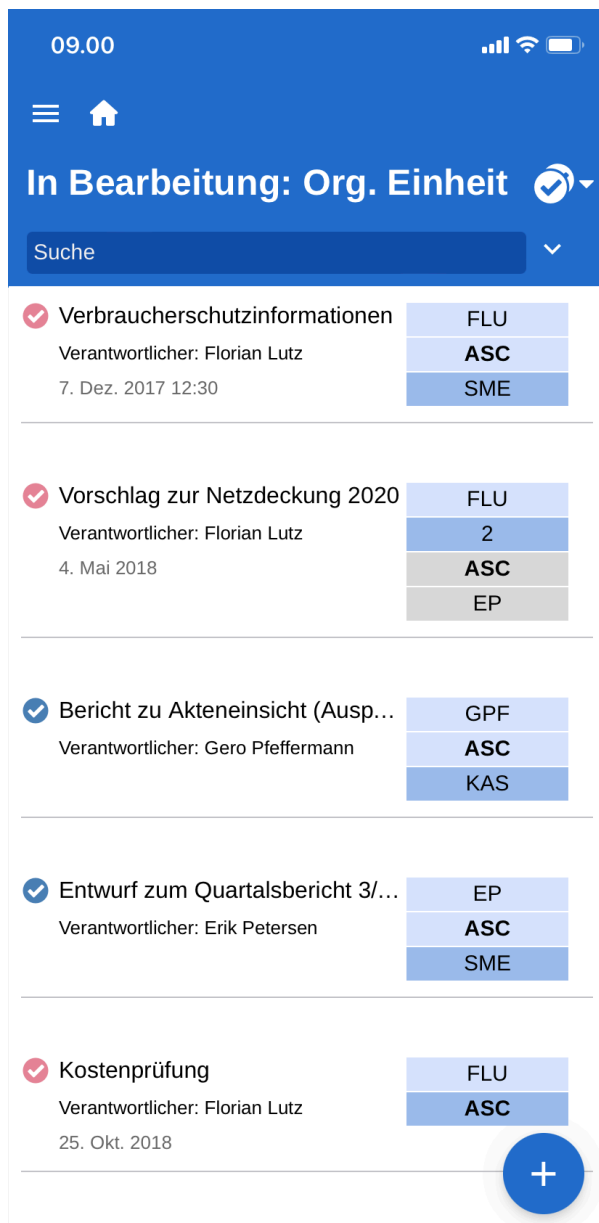 09.00
In Bearbeitung: Org. Einheit
Suche
Verbraucherschutzinformationen
Verantwortlicher: Florian Lutz
7. Dez. 2017 12:30
FLU
ASC
SME
Vorschlag zur Netzdeckung 2020
Verantwortlicher: Florian Lutz
4. Mai 2018
FLU
2
ASC
EP
Bericht zu Akteneinsicht (Ausp...
Verantwortlicher: Gero Pfeffermann
GPF
ASC
KAS
Entwurf zum Quartalsbericht 3/...
Verantwortlicher: Erik Petersen
EP
ASC
SME
Kostenprüfung
Verantwortlicher: Florian Lutz
25. Okt. 2018
FLU
ASC
+